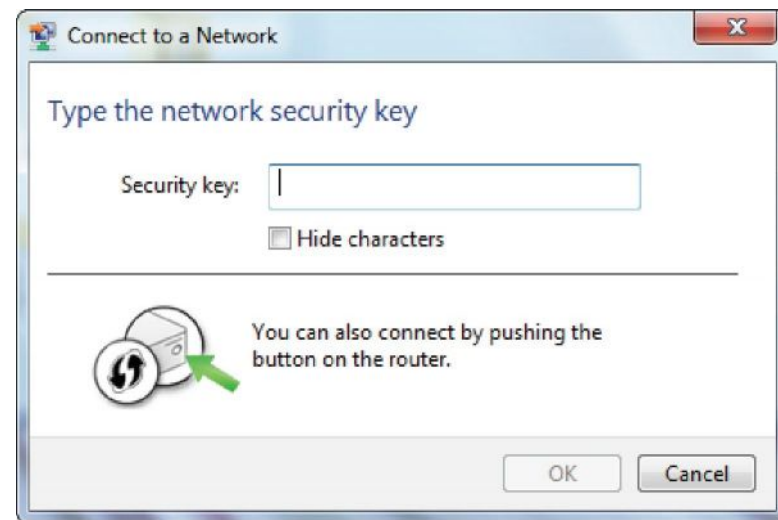 Connect to a Network
Type the network security key
Security key:
Hide characters
You can also connect by pushing the
button on the router.
OK
Cancel